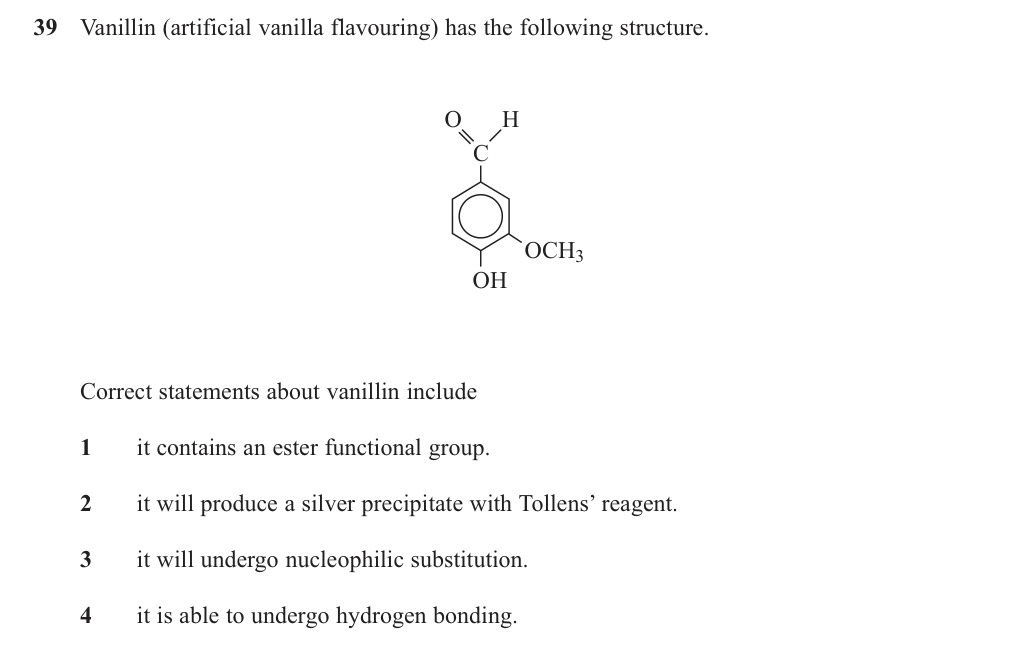 39 Vanillin (artificial vanilla flavouring) has the following structure.
O H
C
OCH3
OH
Correct statements about vanillin include
1 it contains an ester functional group.
2 it will produce a silver precipitate with Tollens’ reagent.
3 it will undergo nucleophilic substitution.
4 it is able to undergo hydrogen bonding.